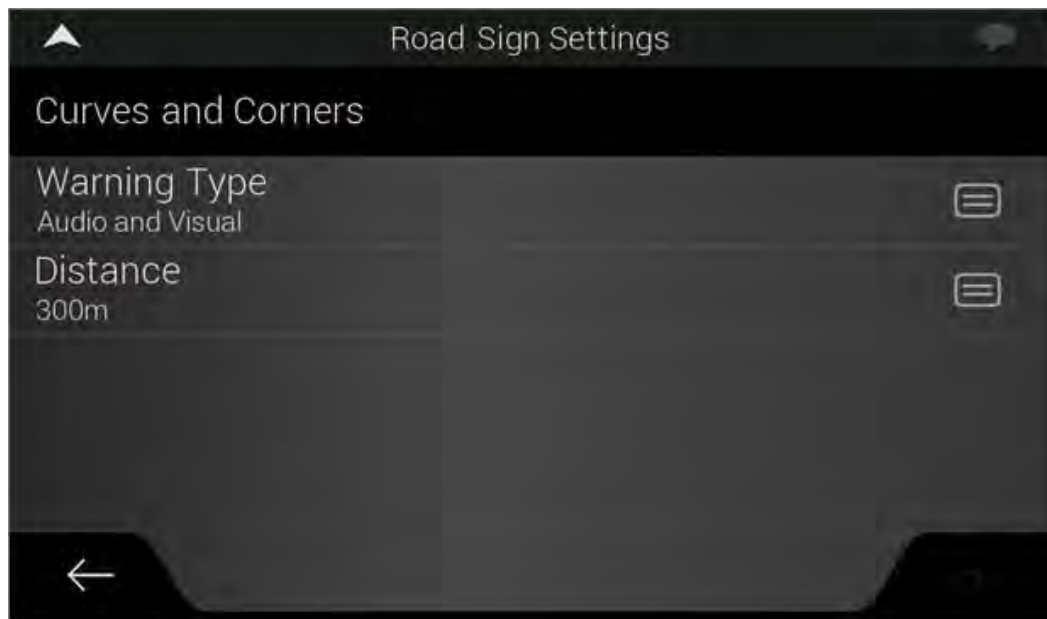 Road Sign Settings
Curves and Corners
Warning Type
Audio and Visual
Distance
300m